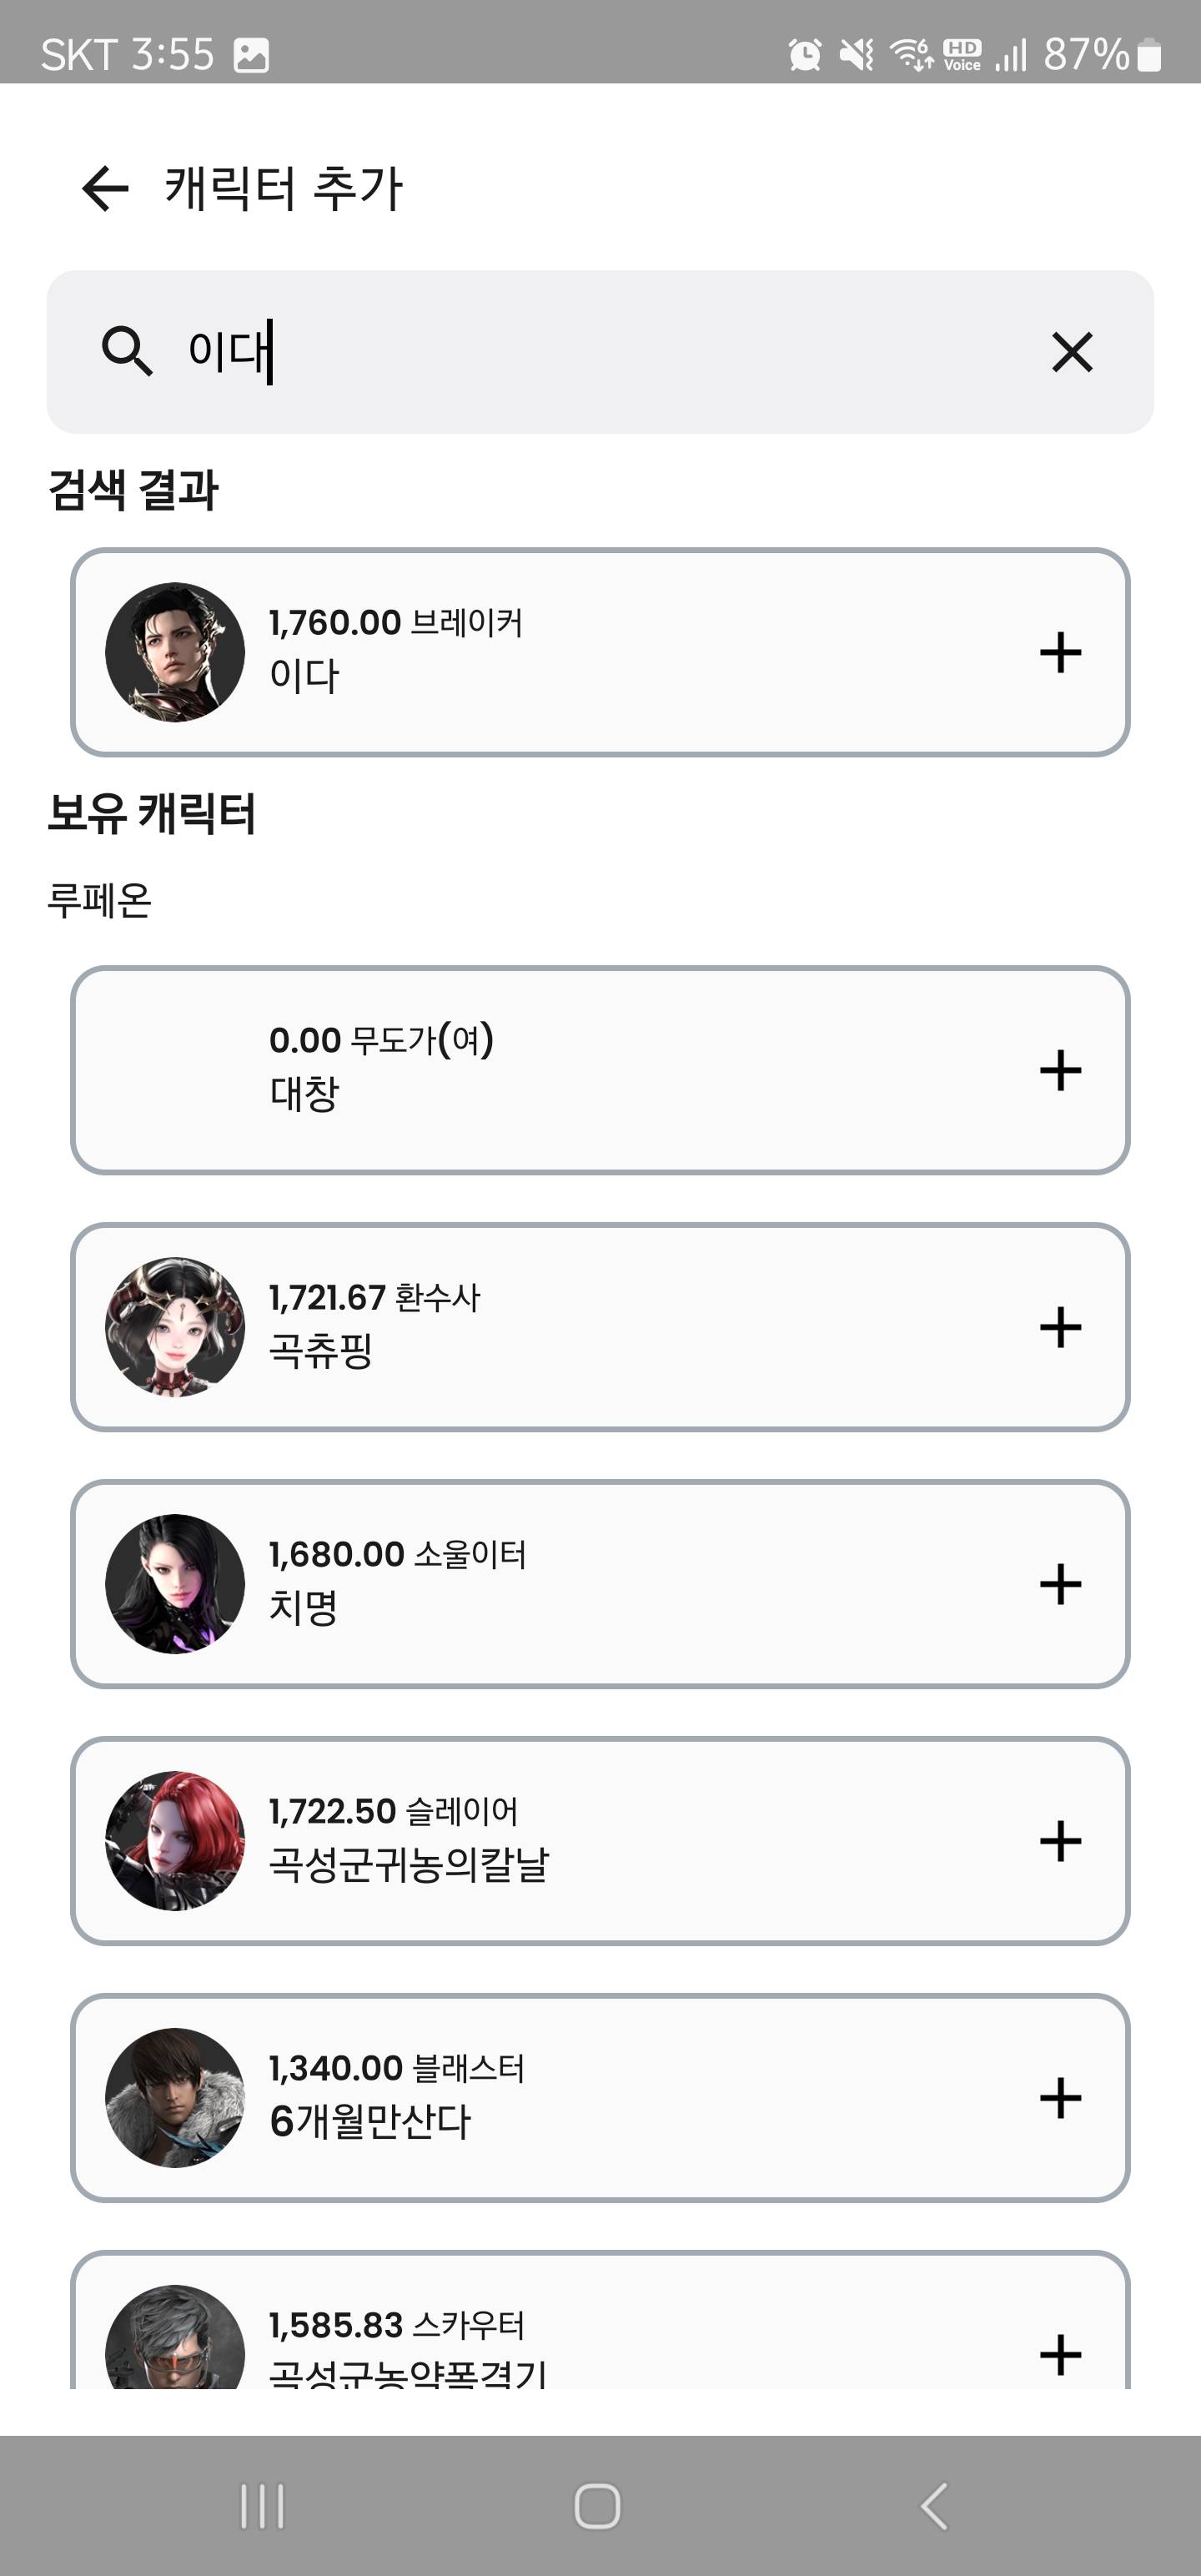 SKT 3:55 6 HD Voice 87%
캐릭터 추가
이대
검색 결과
1,760.00 브레이커
이다
보유 캐릭터
루페온
0.00 무도가(여)
대창
1,721.67 환수사
곡츄핑
1,680.00 소울이터
치명
1,722.50 슬레이어
곡성군귀농의칼날
1,340.00 블래스터
6개월만산다
1,585.83 스카우터
곡성군농약폭격기